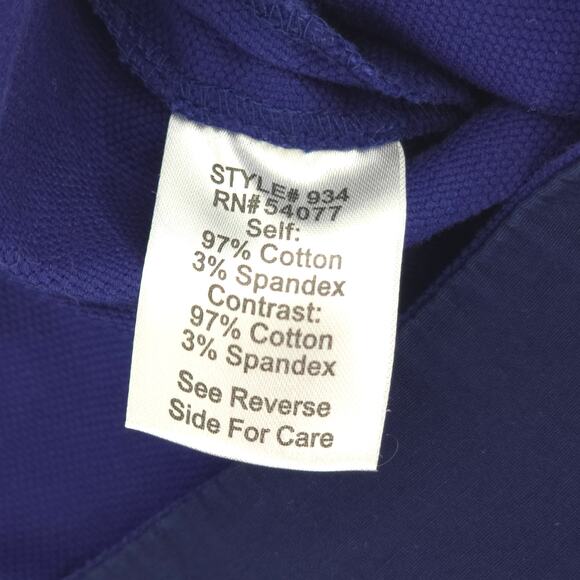 STYLE# 934
RN# 54077
Self:
97% Cotton
3% Spandex
Contrast:
97% Cotton
3% Spandex
See Reverse
Side For Care